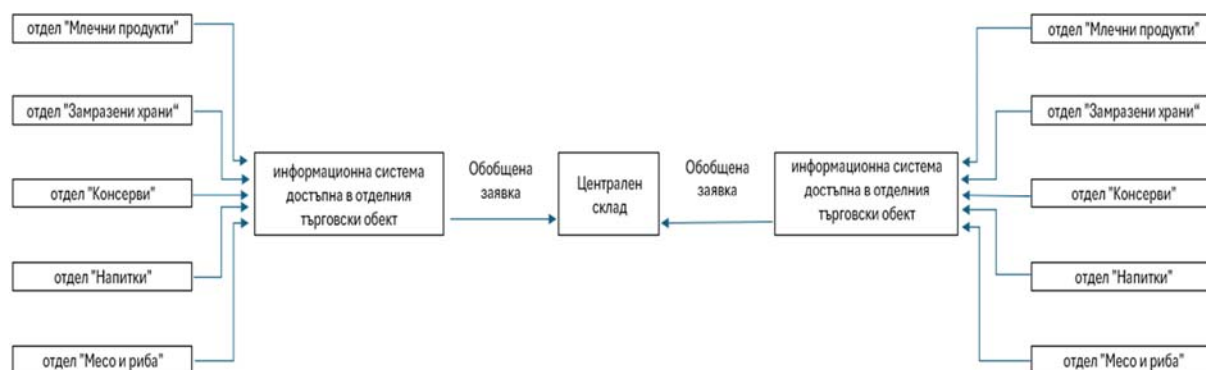 отдел "Млечни продукти"
отдел "Замразени храни“
отдел "Консерви"
отдел "Напитки"
отдел "Месо и риба"
информационна система
достъпна в отделния
търговски обект
Обобщена
заявка
Централен
склад
Обобщена
заявка
информационна система
достъпна в отделния
търговски обект
отдел "Млечни продукти"
отдел "Замразени храни“
отдел "Консерви"
отдел "Напитки"
отдел "Месо и риба"